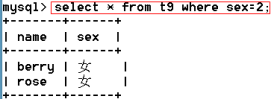 mysql> select * from t9 where sex=2;
+-------+------+
| name | sex |
+-------+------+
| berry | 女 |
| rose | 女 |
+-------+------+